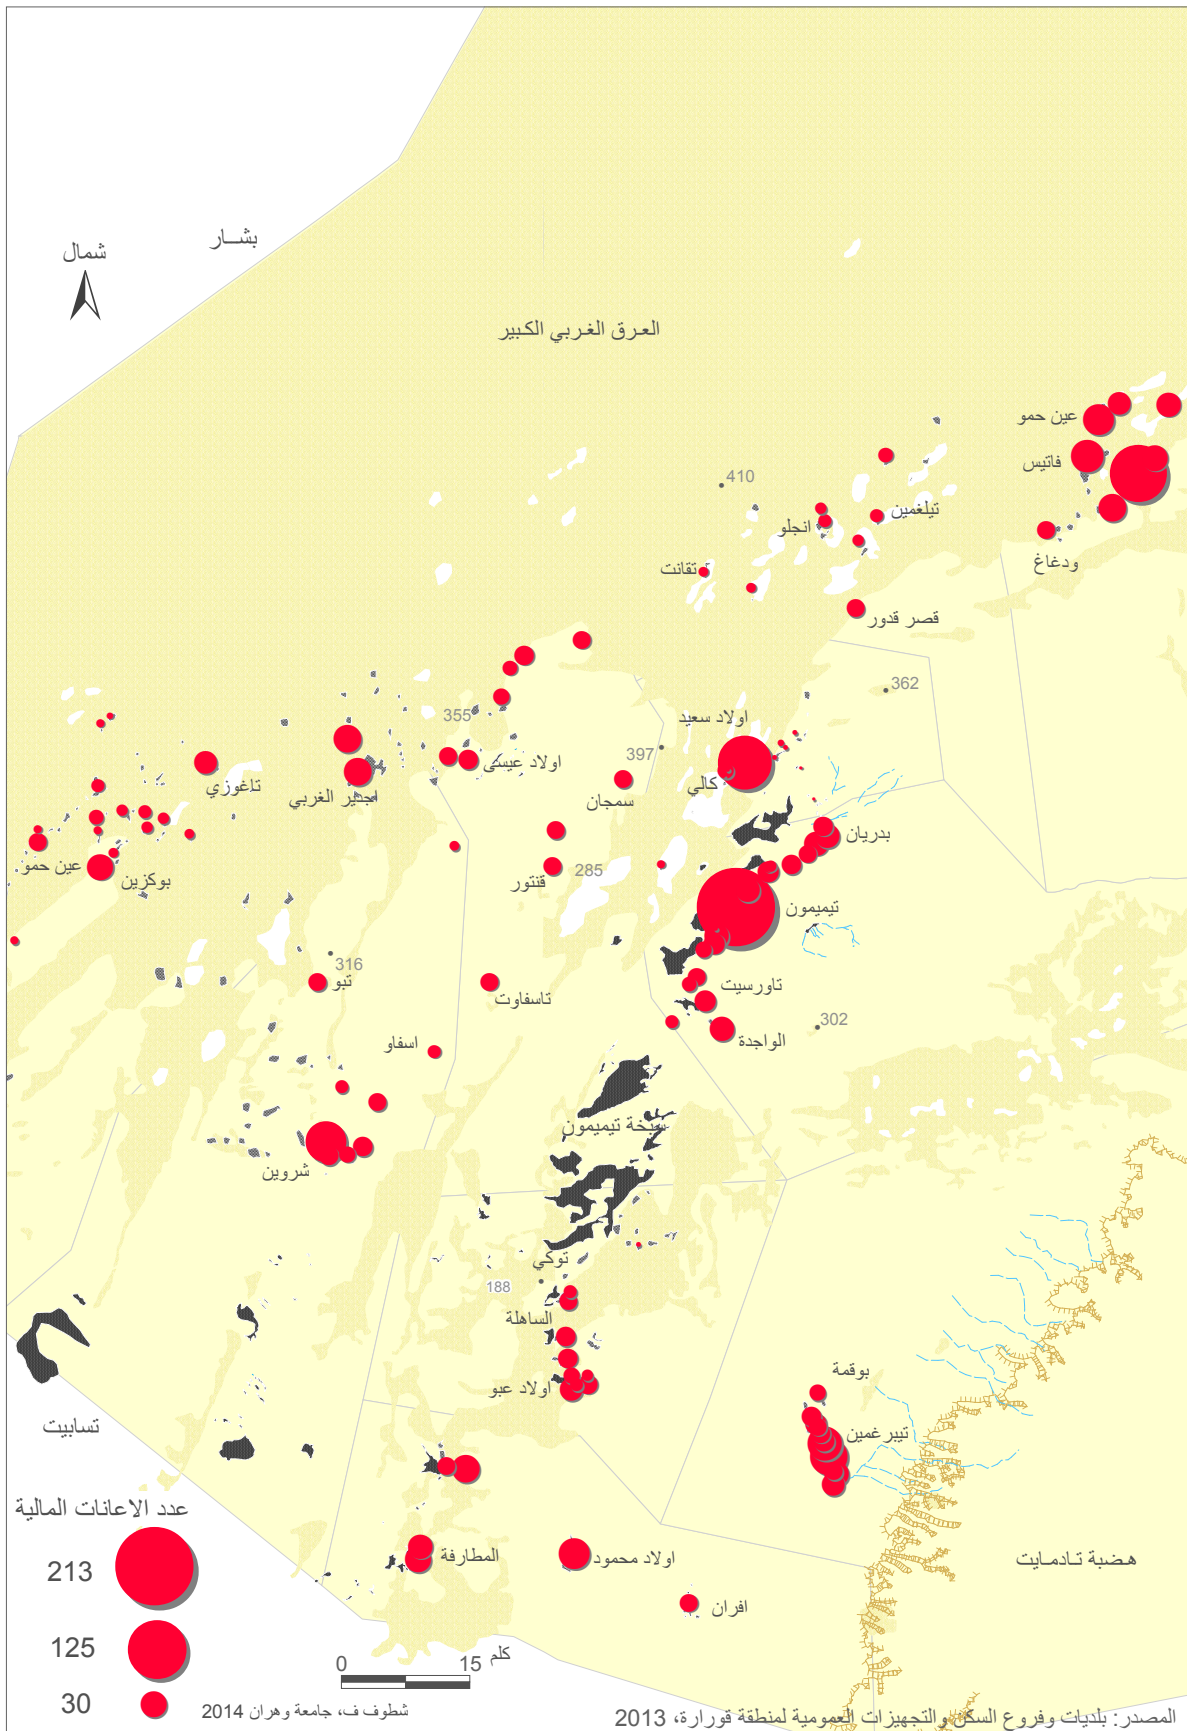 بشــار
شمال
العرق الغربي الكبير
عين حمو
فاتيس
410
تيلغمين
انجلو
ودغاغ
تقانت
قصر قدور
362
355
اولاد سعيد
397
اولاد عيسى
تاغوزي
اجدير الغربي
كالي
سمجان
بدريان
عين حمو
بوكزين
قنتور
285
تيميمون
316
تبو
تاسفاوت
تاورسيت
302
الواجدة
اسفاو
سبخة تيميمون
شروين
توكي
188
الساهلة
بوقمة
اولاد عبو
تسابيت
تيبرغمين
عدد الاعانات المالية
213
المطارفة
اولاد محمود
هضبة تـادمـايت
افران
125
0
15
كلم
30
شطوف ف، جامعة وهران 2014
المصدر: بلديات وفروع السكن والتجهيزات العمومية لمنطقة قورارة، 2013